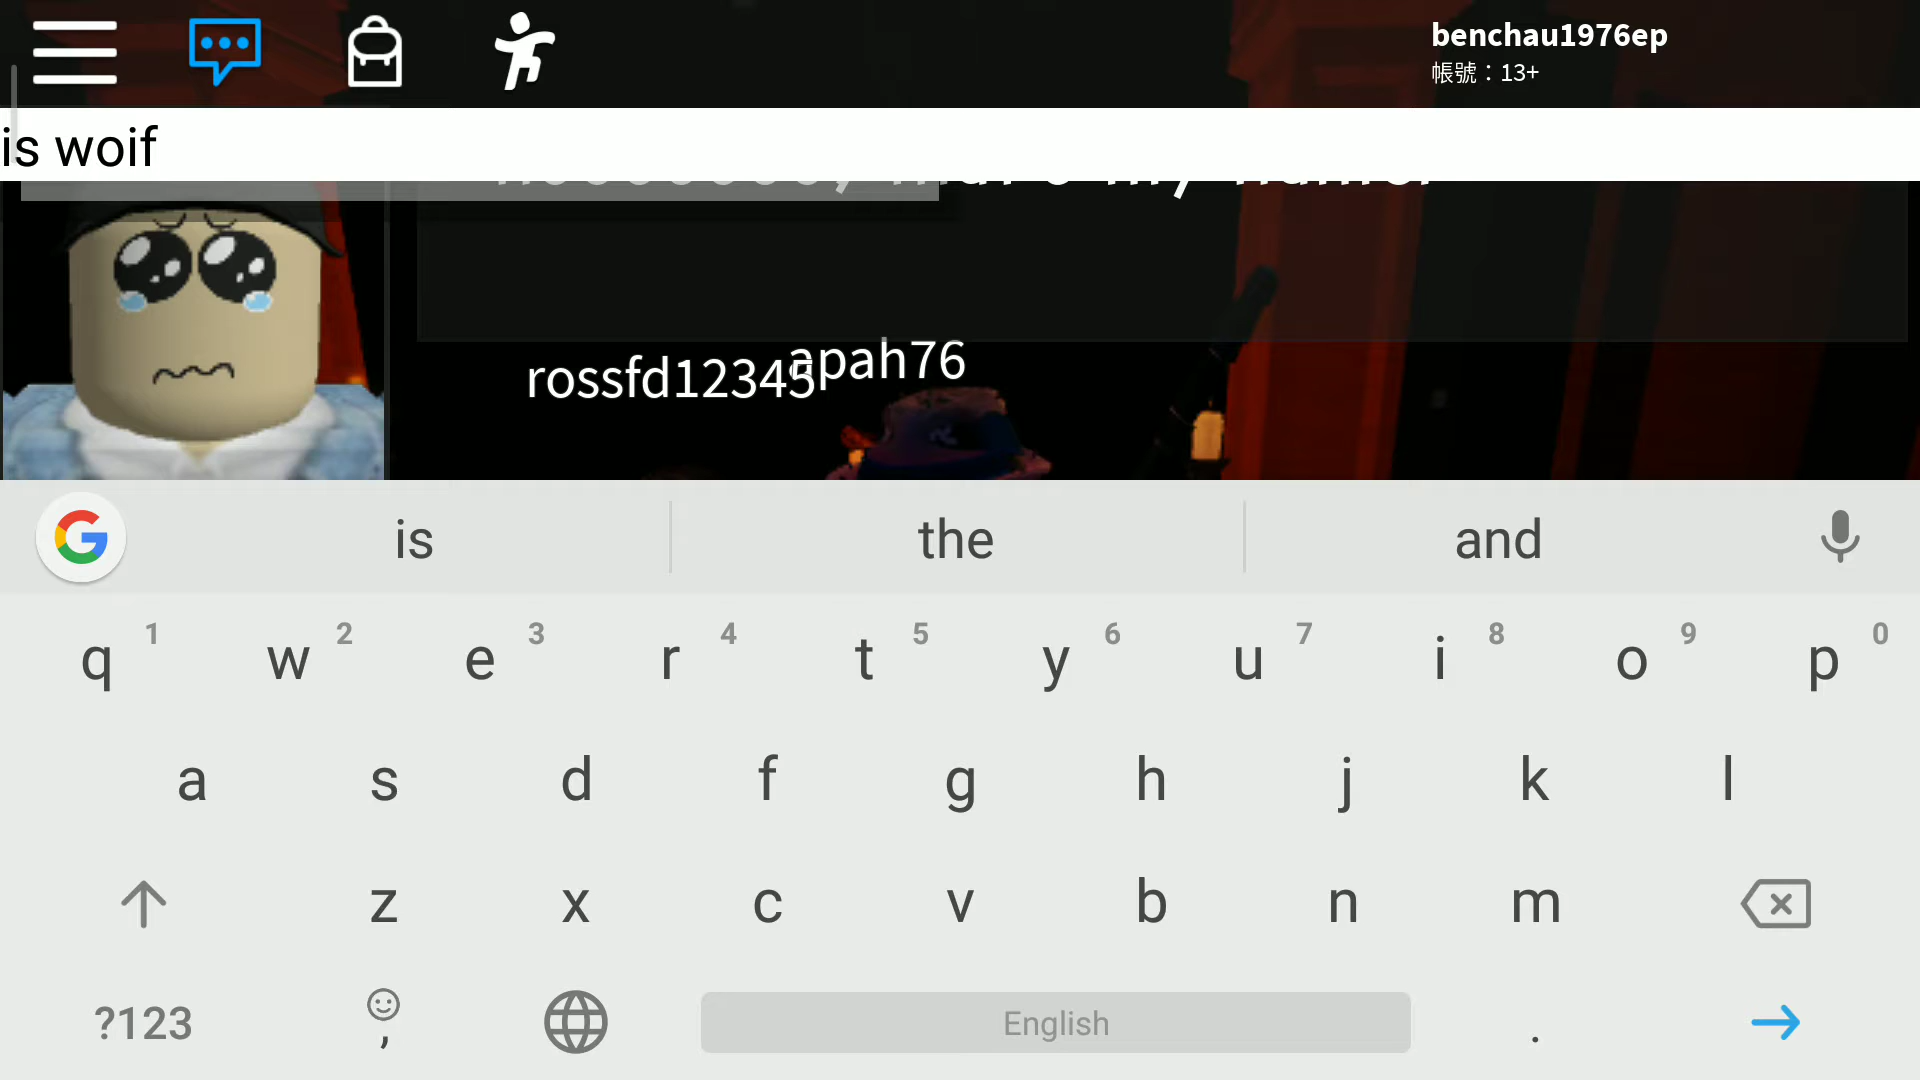 benchau1976ep
帳號：13+
is woif
apah76
rossfd12345
is the and
1 2 3 4 5 6 7 8 9 0
q w e r t y u i o p
a s d f g h j k l
z x c v b n m
?123 , English .